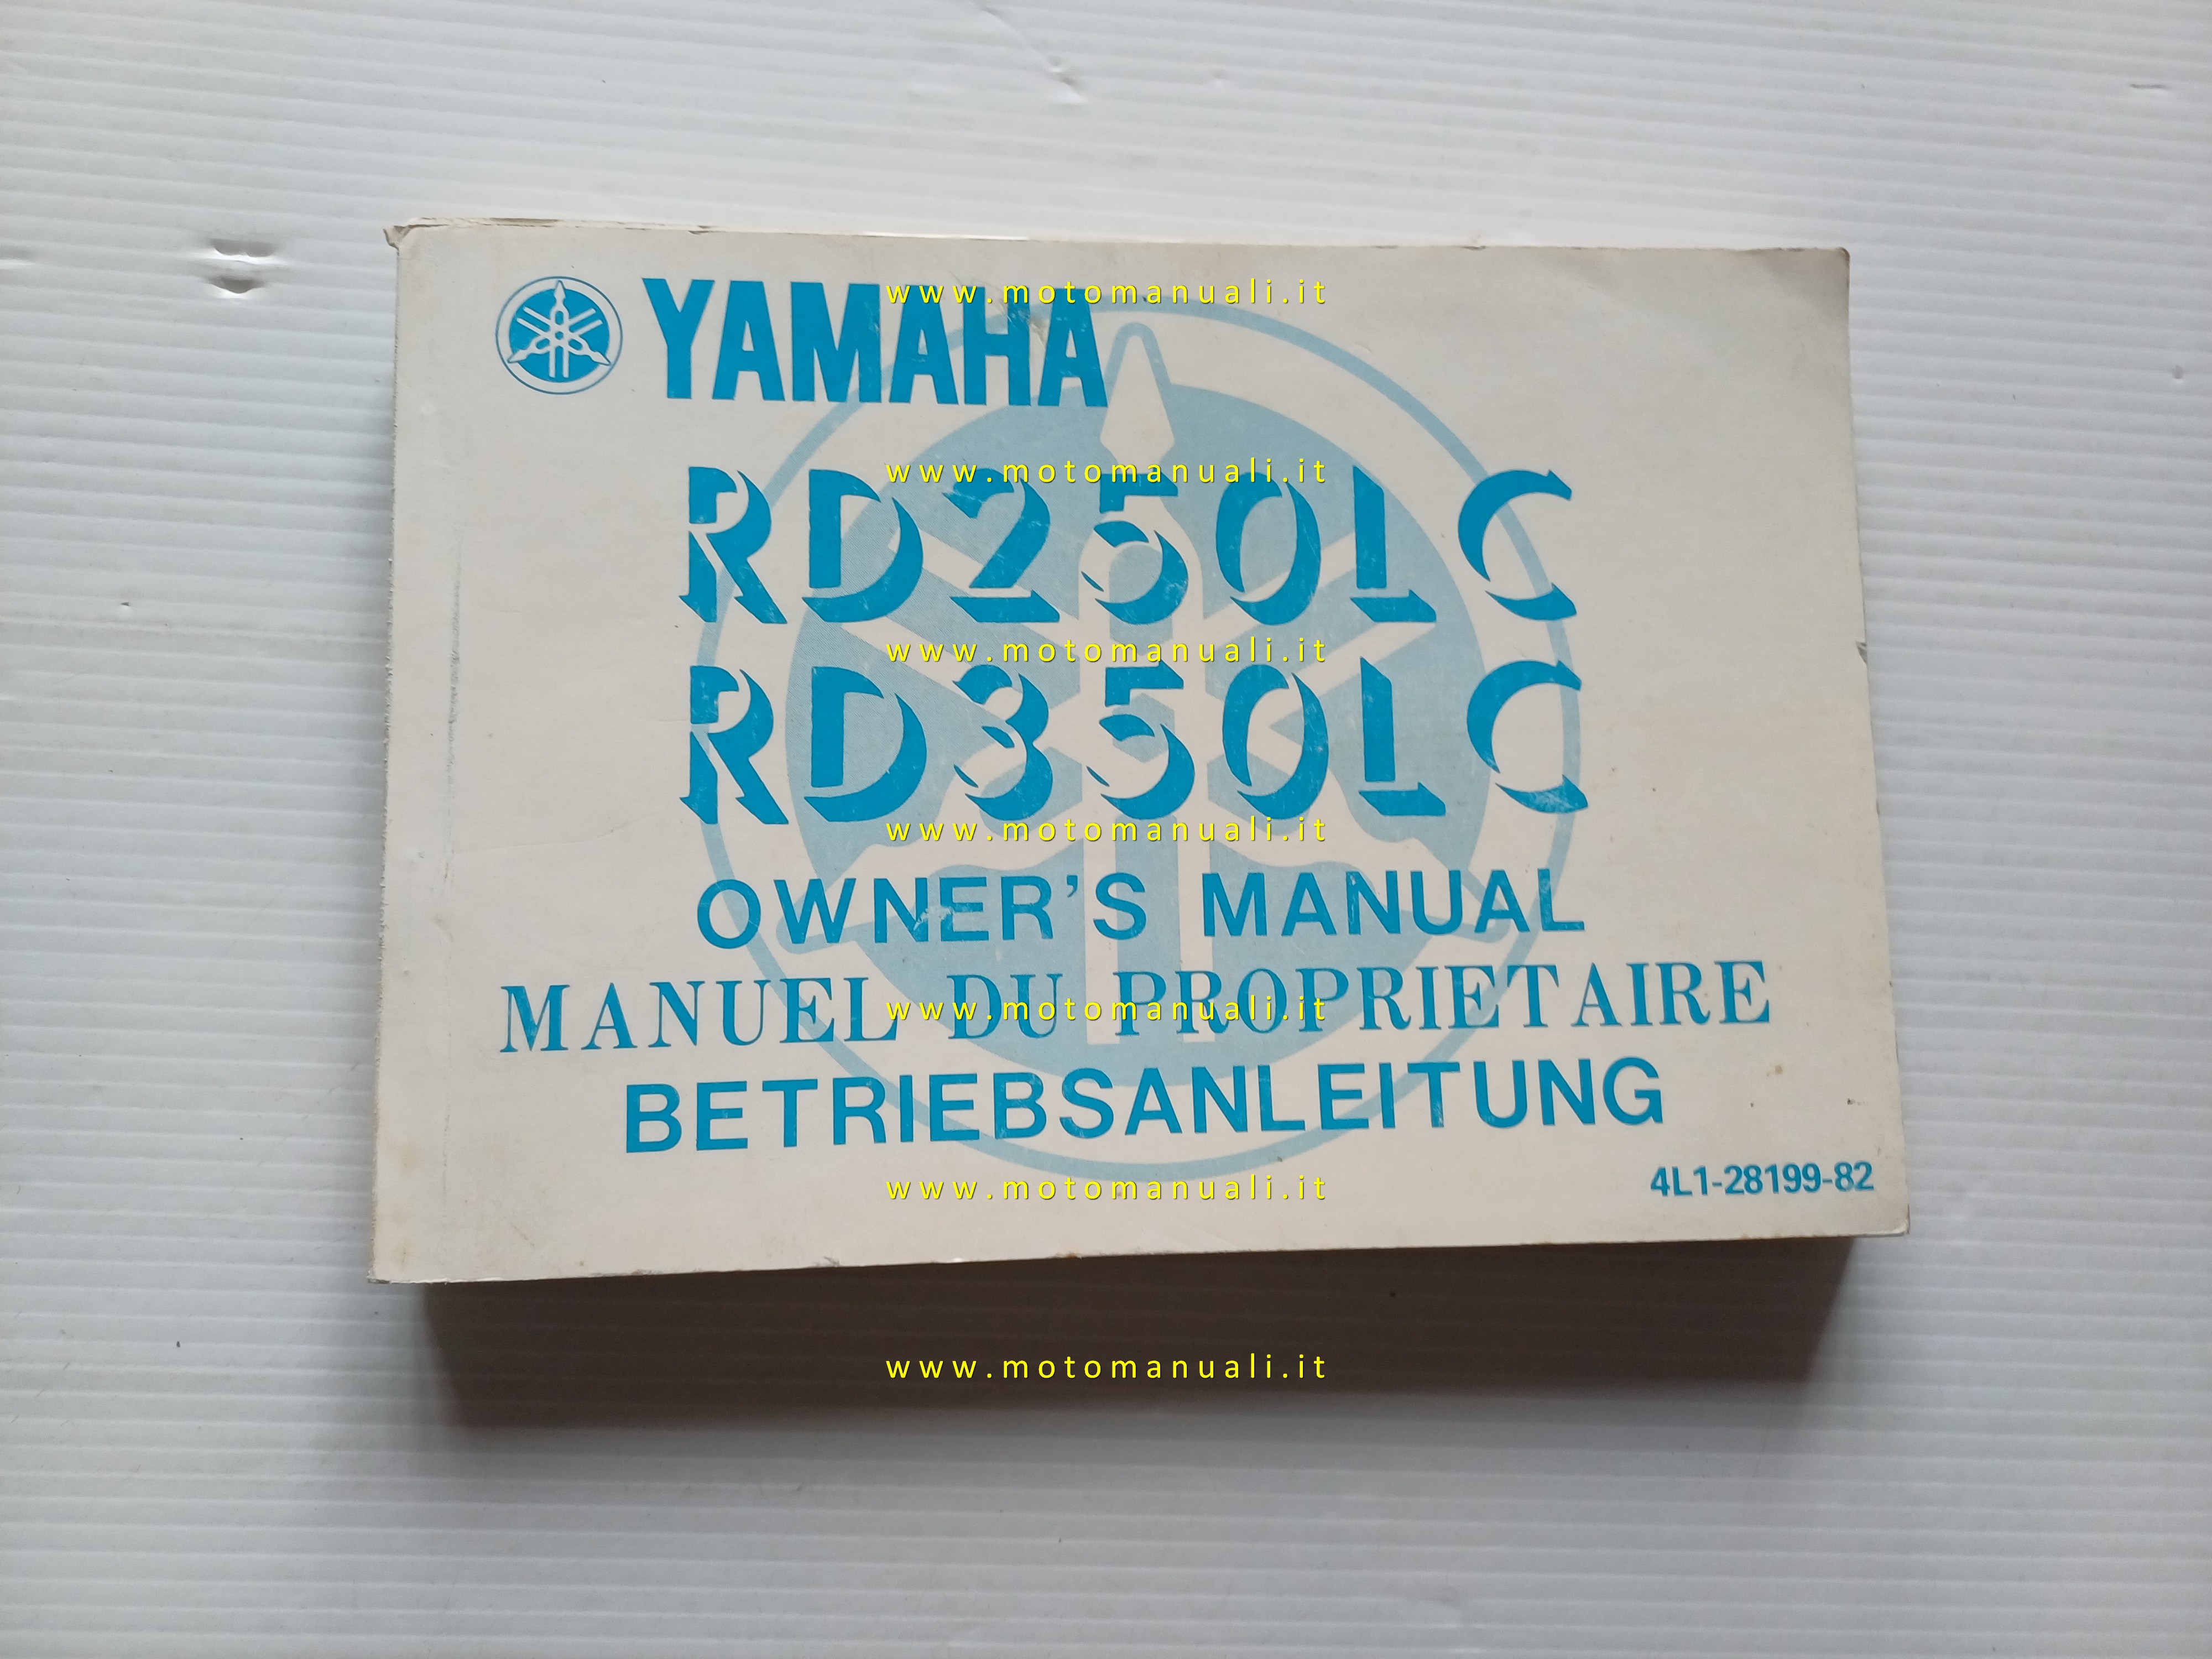 www.motomanuali.it
YAMAHA
www.motomanuali.it
RD250LC
www.motomanuali.it
RD350LC
www.motomanuali.it
OWNER'S MANUAL
MANUEL DU PROPRIETAIRE
www.motomanuali.it
BETRIEBSANLEITUNG
4L1-28199-82
www.motomanuali.it
www.motomanuali.it